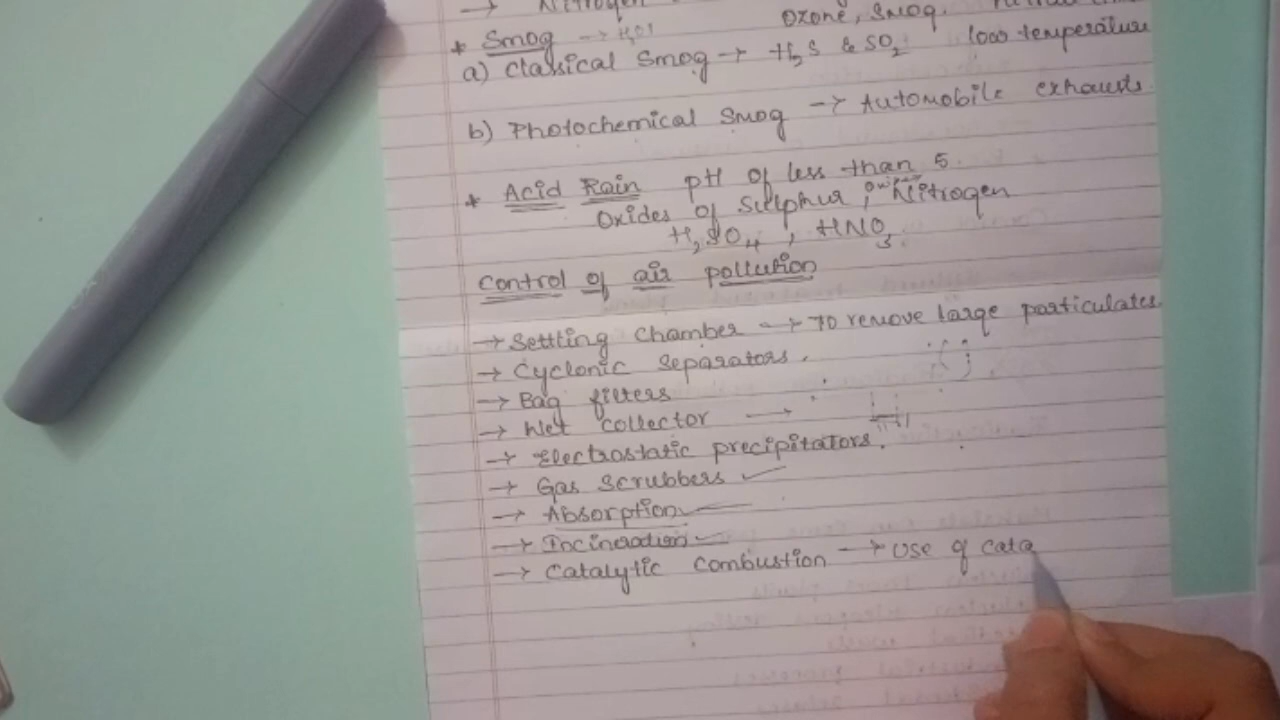 → Nitrogen
Ozone, Smog.
* Smog →
a) Classical Smog → H2S & SO2 low temperature
b) Photochemical Smog → Automobile exhausts
* Acid Rain pH of less than 5.
Oxides of Sulphur, Nitrogen
H2SO4, HNO3.
Control of air pollution
→ Settling Chamber → To remove large particulates
→ Cyclonic Separators.
→ Bag filters
→ Wet collector →
→ Electrostatic precipitators.
→ Gas Scrubbers ✓
→ Absorption ✓
→ Incineration ✓
→ Catalytic Combustion → Use of cata